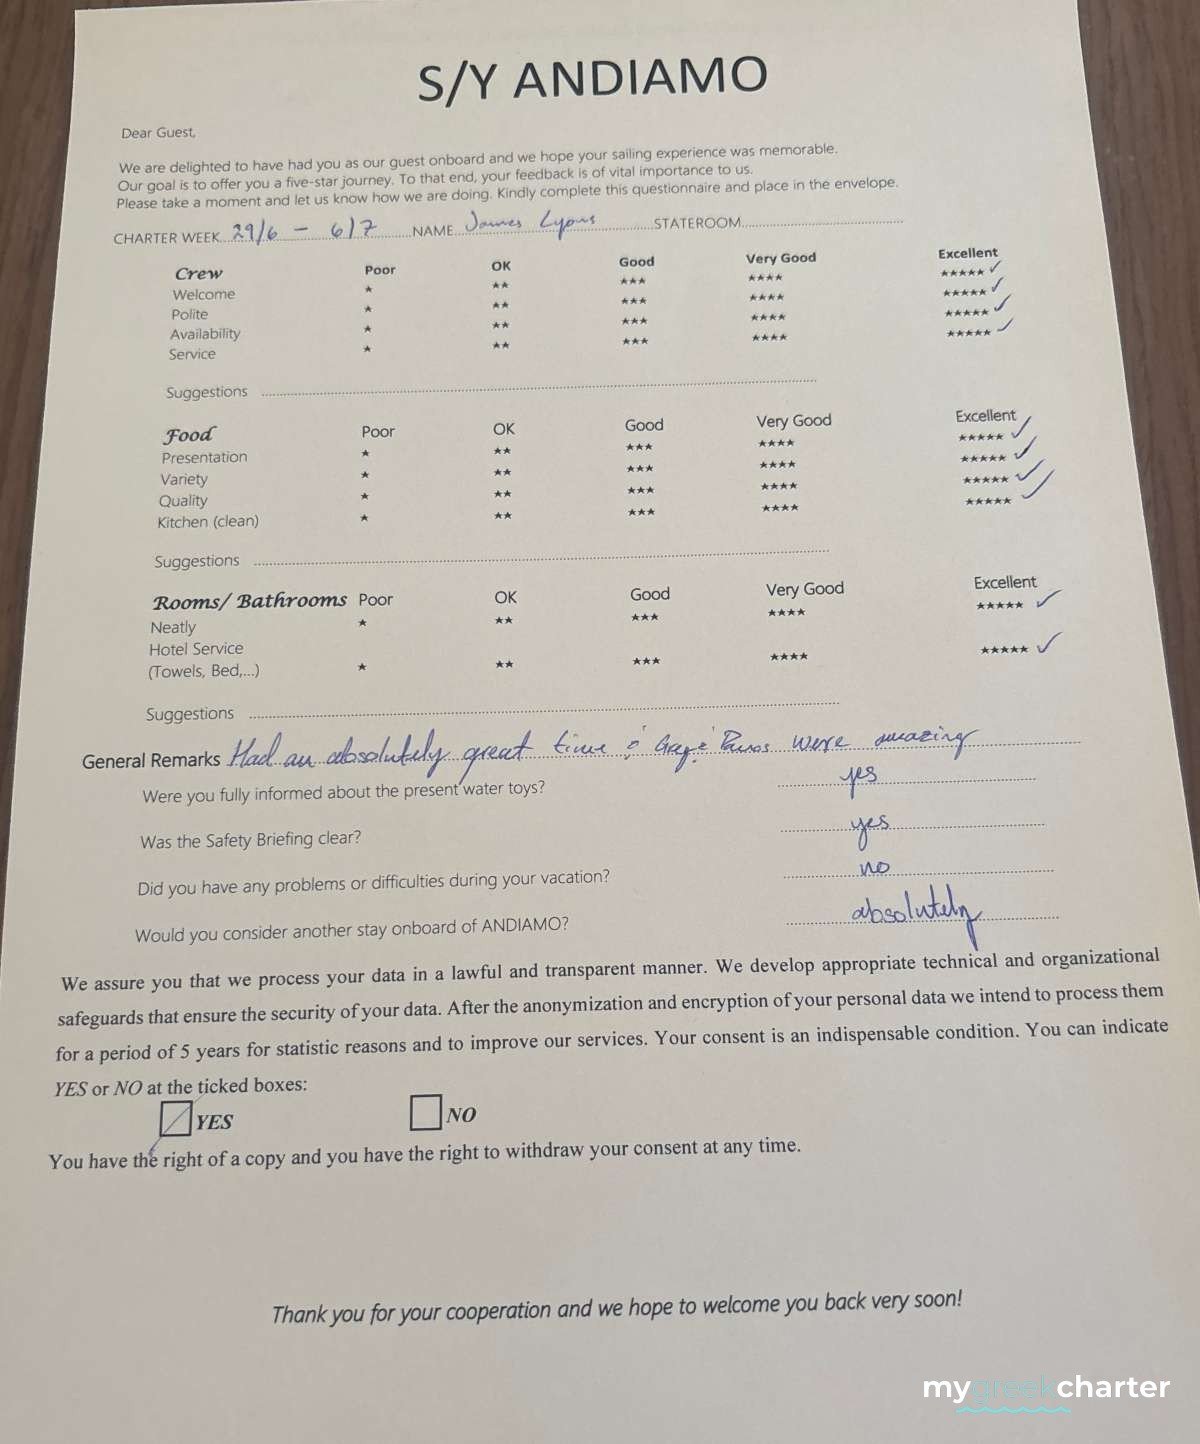 S/Y ANDIAMO
Dear Guest,
We are delighted to have had you as our guest onboard and we hope your sailing experience was memorable.
Our goal is to offer you a five-star journey. To that end, your feedback is of vital importance to us.
Please take a moment and let us know how we are doing. Kindly complete this questionnaire and place in the envelope.
CHARTER WEEK 29/6 - 6/7 NAME James Lyons STATEROOM
Crew Poor OK Good Very Good Excellent
Welcome * ** *** **** ***** ✓
Polite * ** *** **** ***** ✓
Availability * ** *** **** ***** ✓
Service * ** *** **** ***** ✓
Suggestions
Food Poor OK Good Very Good Excellent
Presentation * ** *** **** ***** ✓
Variety * ** *** **** ***** ✓
Quality * ** *** **** ***** ✓
Kitchen (clean) * ** *** **** ***** ✓
Suggestions
Rooms/ Bathrooms Poor OK Good Very Good Excellent
Neatly * ** *** **** ***** ✓
Hotel Service
(Towels, Bed,...) * ** *** **** ***** ✓
Suggestions
General Remarks Had an absolutely great time were amazing
Were you fully informed about the present water toys? yes
Was the Safety Briefing clear? yes
Did you have any problems or difficulties during your vacation? no
Would you consider another stay onboard of ANDIAMO? absolutely
We assure you that we process your data in a lawful and transparent manner. We develop appropriate technical and organizational
safeguards that ensure the security of your data. After the anonymization and encryption of your personal data we intend to process them
for a period of 5 years for statistic reasons and to improve our services. Your consent is an indispensable condition. You can indicate
YES or NO at the ticked boxes:
YES NO
You have the right of a copy and you have the right to withdraw your consent at any time.
Thank you for your cooperation and we hope to welcome you back very soon!
mygreekcharter